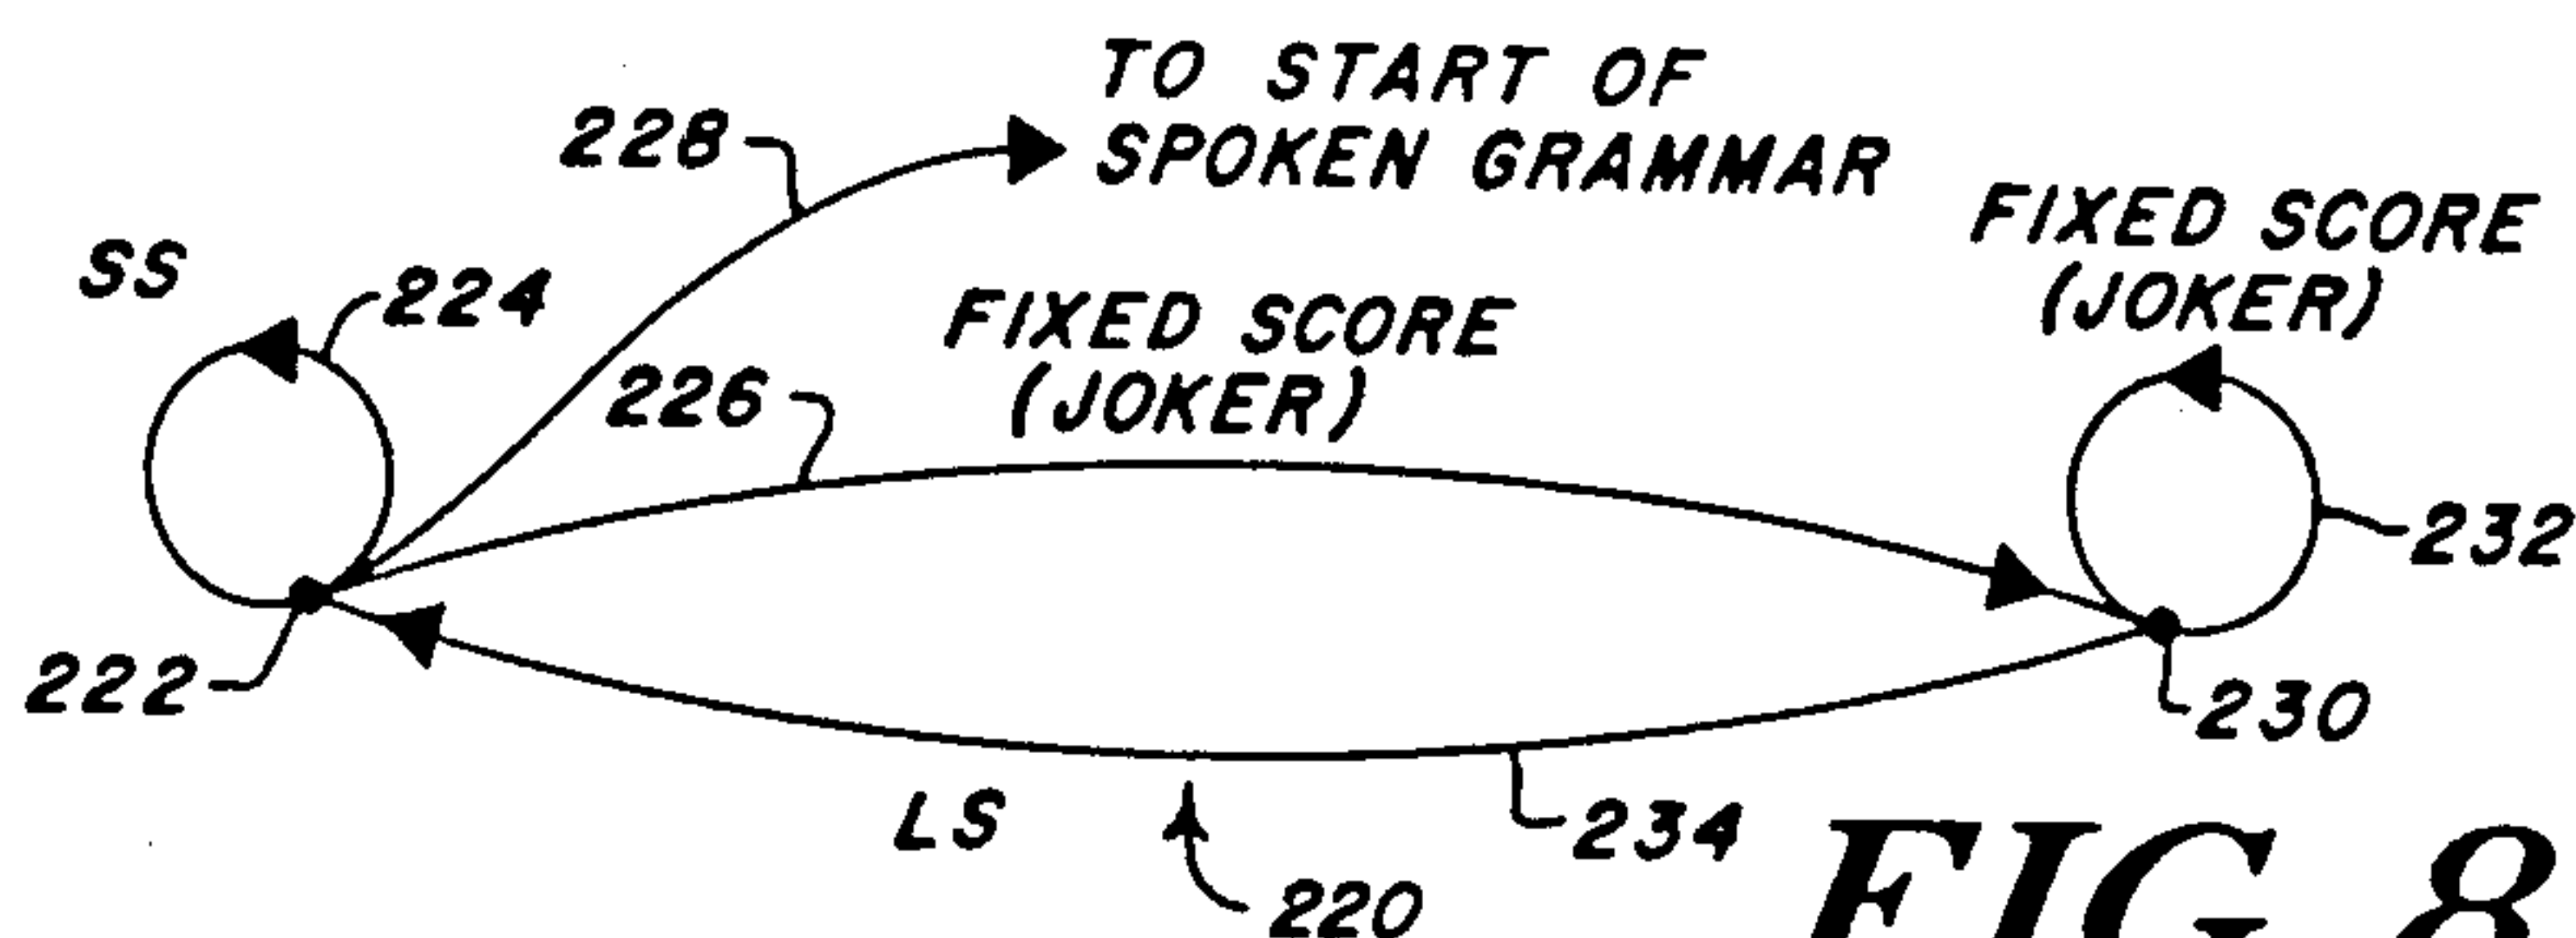 TO START OF
SPOKEN GRAMMAR
228
SS
224
FIXED SCORE
(JOKER)
226
FIXED SCORE
(JOKER)
232
222
230
LS
234
220
FIG. 8